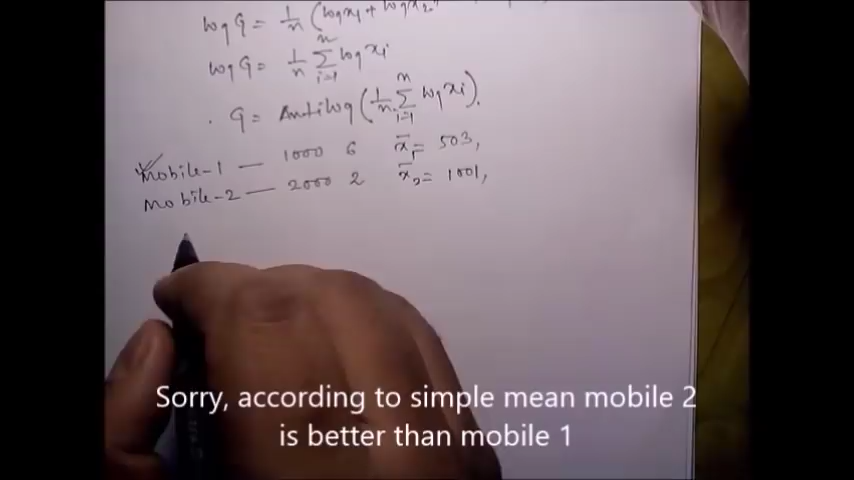 log G = 1/n (log x₁ + log x₂
log G = 1/n ∑ᵢ₌₁ⁿ log xᵢ
G = Antilog (1/n ∑ᵢ₌₁ⁿ log xᵢ).
Mobile-1 — 1000 6 x̄₁ = 503,
Mobile-2 — 2000 2 x̄₂ = 1001,
Sorry, according to simple mean mobile 2
is better than mobile 1